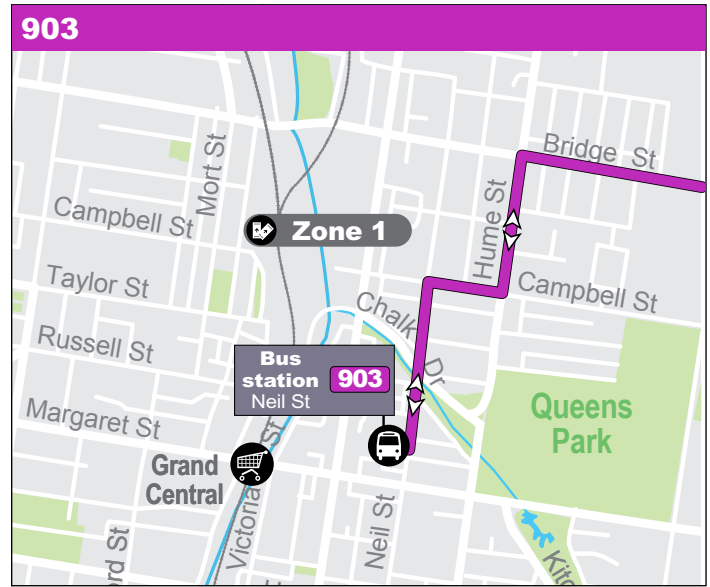 903
Bridge St
Mort St
Hume St
Campbell St
Zone 1
Campbell St
Taylor St
Chalk Dr
Russell St
Bus
station
903
Neil St
Queens
Park
Margaret St
Grand
Central
Victoria St
Neil St